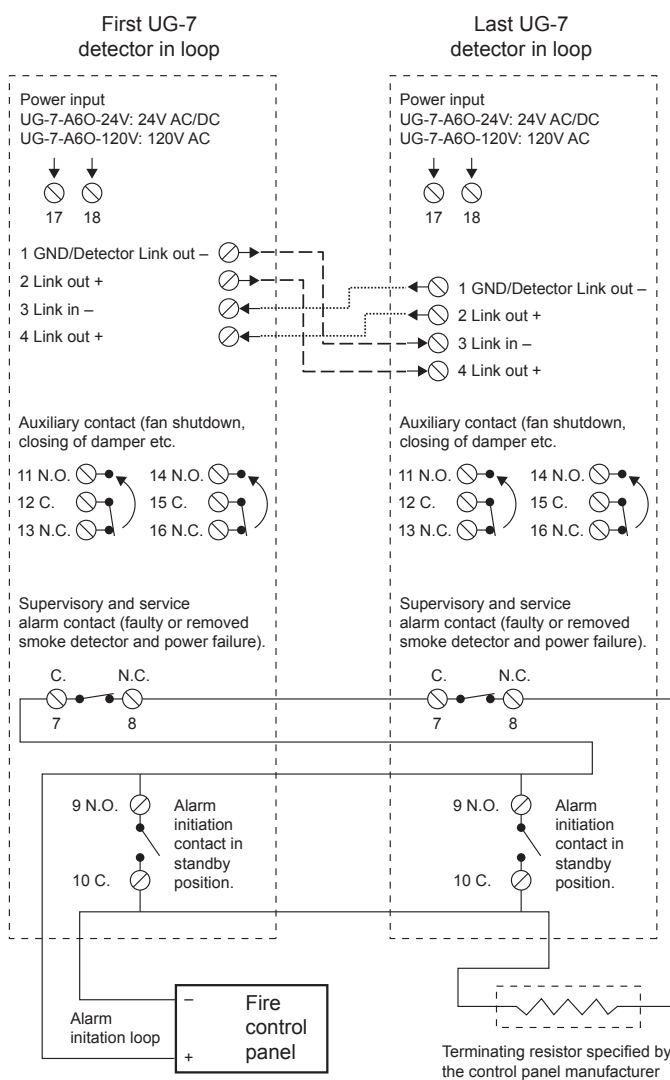 First UG-7
detector in loop
Power input
UG-7-A6O-24V: 24V AC/DC
UG-7-A6O-120V: 120V AC
17
18
1 GND/Detector Link out –
2 Link out +
3 Link in –
4 Link out +
Auxiliary contact (fan shutdown,
closing of damper etc.
11 N.O.
14 N.O.
12 C.
15 C.
13 N.C.
16 N.C.
Supervisory and service
alarm contact (faulty or removed
smoke detector and power failure).
C.
N.C.
7
8
9 N.O.
Alarm
initiation
contact in
standby
position.
10 C.
Last UG-7
detector in loop
Power input
UG-7-A6O-24V: 24V AC/DC
UG-7-A6O-120V: 120V AC
17
18
1 GND/Detector Link out –
2 Link out +
3 Link in –
4 Link out +
Auxiliary contact (fan shutdown,
closing of damper etc.
11 N.O.
14 N.O.
12 C.
15 C.
13 N.C.
16 N.C.
Supervisory and service
alarm contact (faulty or removed
smoke detector and power failure).
C.
N.C.
7
8
9 N.O.
Alarm
initiation
contact in
standby
position.
10 C.
Alarm
initation loop
–
+
Fire
control
panel
Terminating resistor specified by
the control panel manufacturer